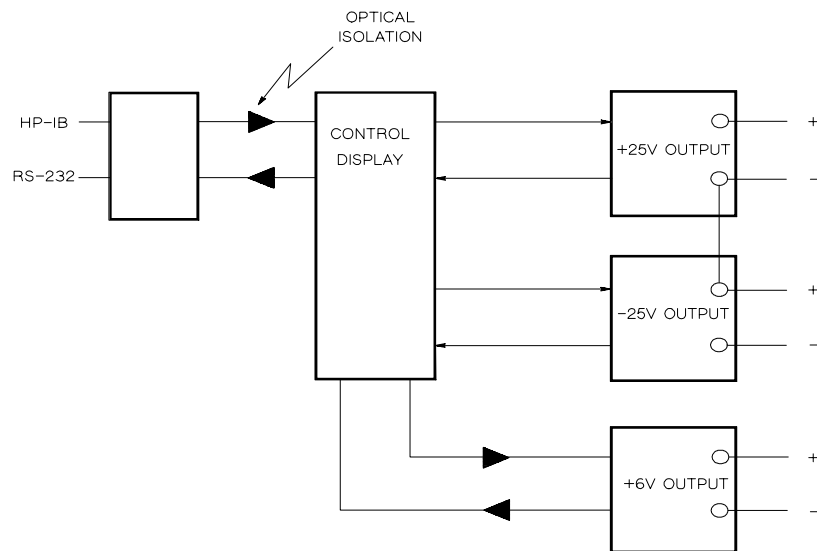 OPTICAL
ISOLATION
HP-IB
RS-232
CONTROL
DISPLAY
+25V OUTPUT
+
-
-25V OUTPUT
+
-
+6V OUTPUT
+
-